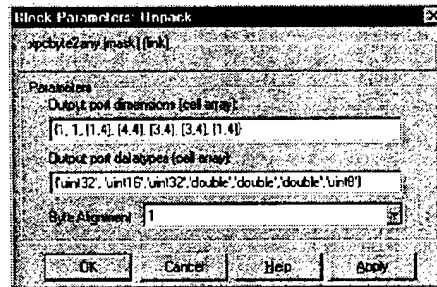 Block Parameters: Unpack
xpcbyte2any (mask) (link)
Parameters
Output port dimensions (cell array):
{1, 1, [1,4], [4,4], [3,4], [3,4], [1,4]}
Output port datatypes (cell array):
{'uint32', 'uint16','uint32','double','double','double','uint8'}
Byte Alignment 1
OK Cancel Help Apply